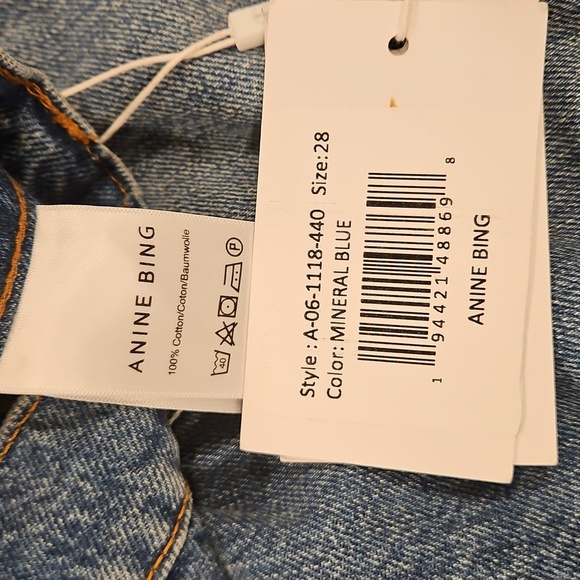 ANINE BING
100% Cotton/Coton/Baumwolle
40
P
Style : A-06-1118-440 Size: 28
Color: MINERAL BLUE
1 94421 48869 8
ANINE BING